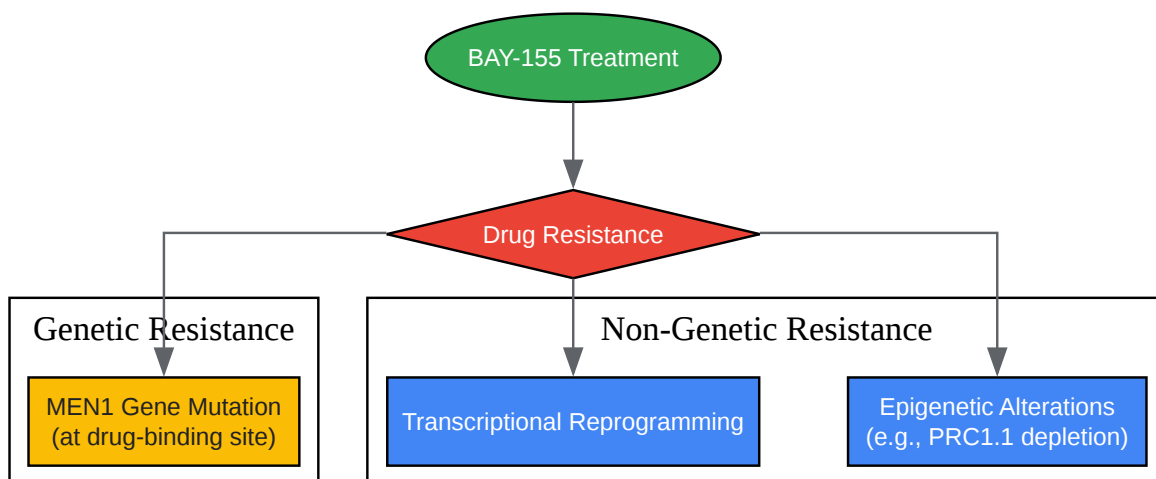 BAY-155 Treatment
Drug Resistance
Genetic Resistance
Non-Genetic Resistance
MEN1 Gene Mutation
(at drug-binding site)
Transcriptional Reprogramming
Epigenetic Alterations
(e.g., PRC1.1 depletion)